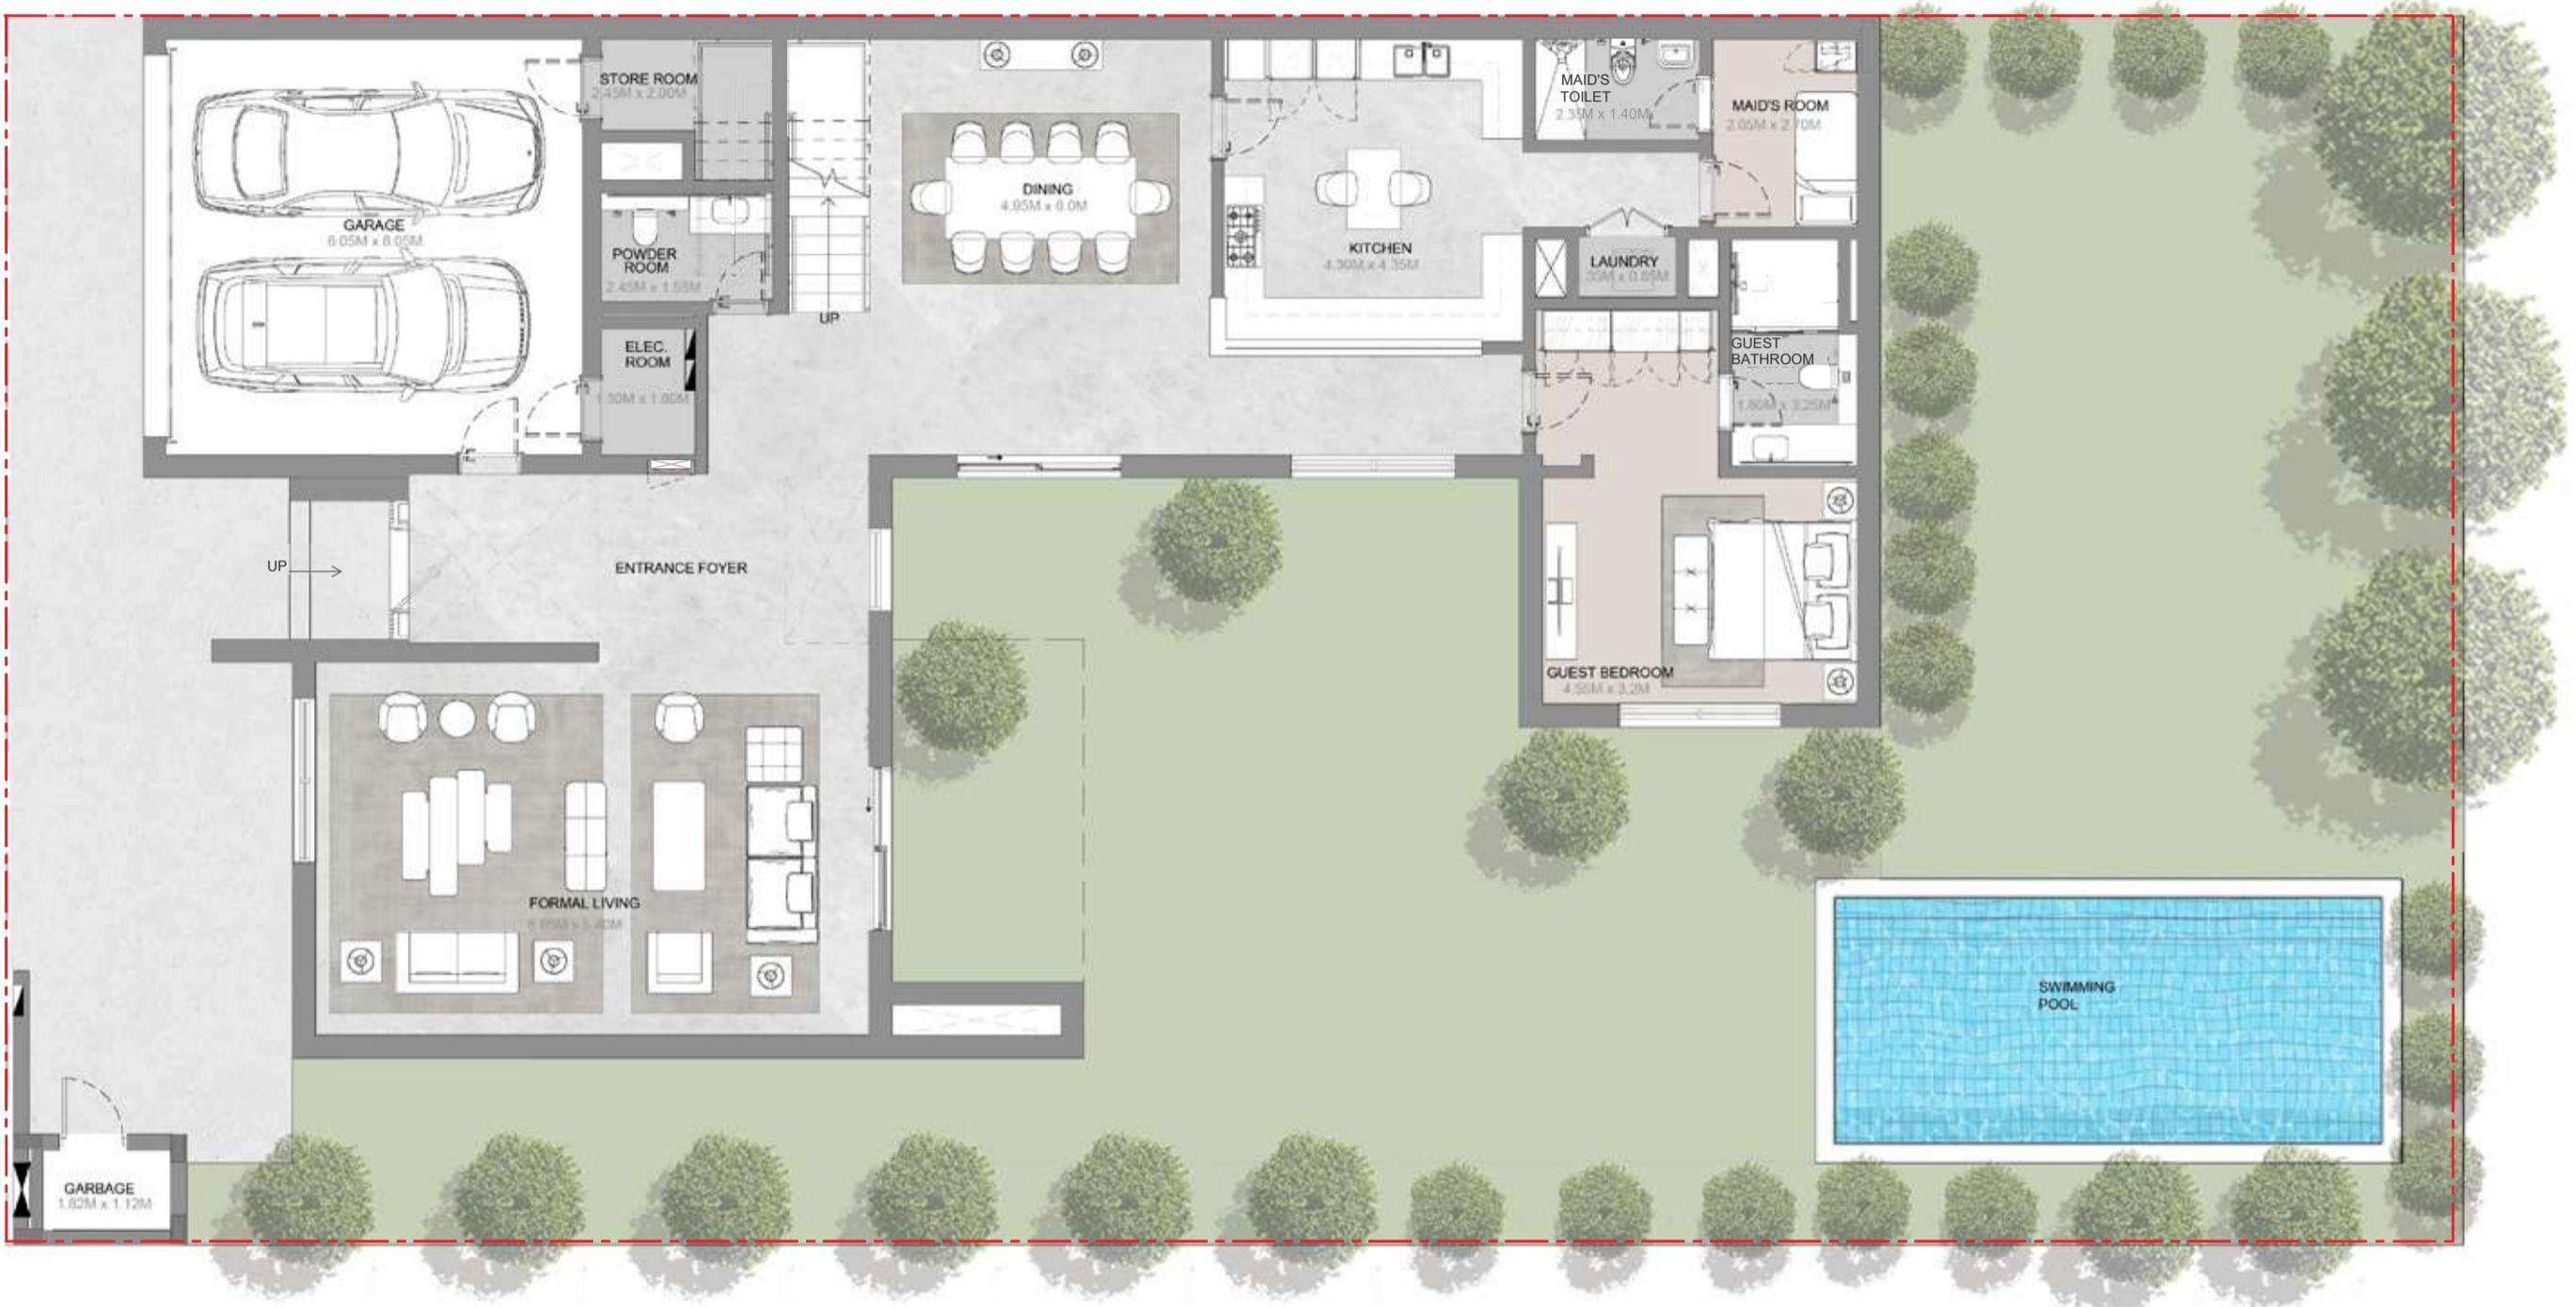 STORE ROOM
2.45M x 2.00M
MAID'S
TOILET
2.35M x 1.40M
MAID'S ROOM
2.05M x 2.70M
GARAGE
6.05M x 6.05M
POWDER
ROOM
2.45M x 1.55M
DINING
4.95M x 6.0M
KITCHEN
4.30M x 4.35M
LAUNDRY
UP
ELEC.
ROOM
1.30M x 1.80M
GUEST
BATHROOM
1.80M x 3.25M
UP
ENTRANCE FOYER
GUEST BEDROOM
4.55M x 3.2M
FORMAL LIVING
SWIMMING
POOL
GARBAGE
1.82M x 1.12M